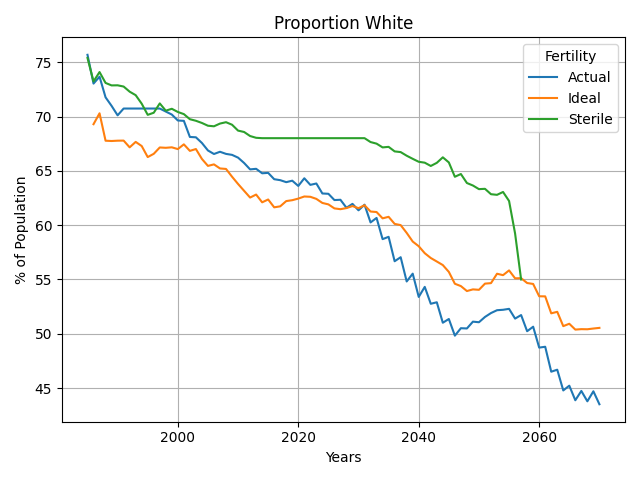 Proportion White
Fertility
Actual
Ideal
Sterile
% of Population
75
70
65
60
55
50
45
2000
2020
2040
2060
Years